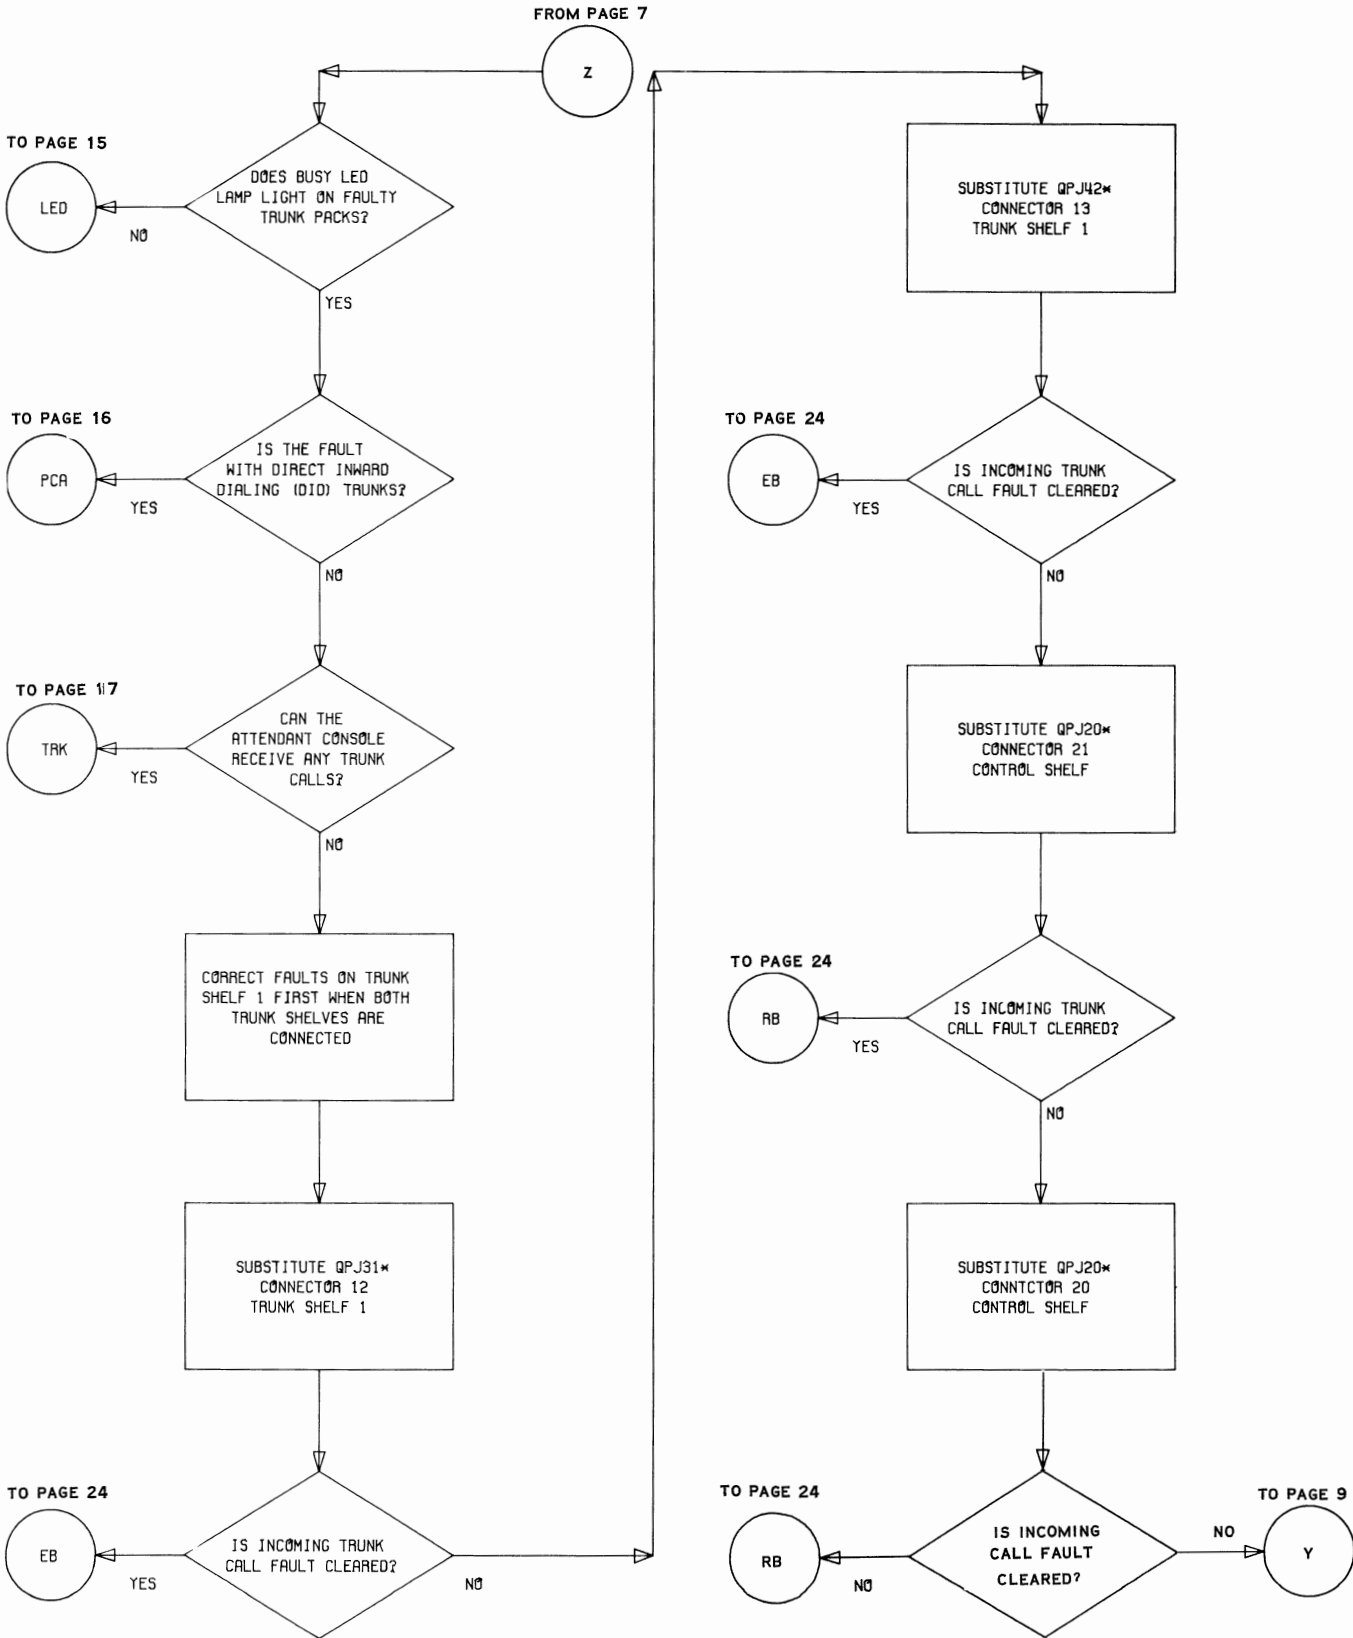 FROM PAGE 7
Z
TO PAGE 15
LED
NO
DOES BUSY LED
LAMP LIGHT ON FAULTY
TRUNK PACKS?
YES
TO PAGE 16
PCA
YES
IS THE FAULT
WITH DIRECT INWARD
DIALING (DID) TRUNKS?
NO
TO PAGE 17
TRK
YES
CAN THE
ATTENDANT CONSOLE
RECEIVE ANY TRUNK
CALLS?
NO
CORRECT FAULTS ON TRUNK
SHELF 1 FIRST WHEN BOTH
TRUNK SHELVES ARE
CONNECTED
SUBSTITUTE QPJ31*
CONNECTOR 12
TRUNK SHELF 1
TO PAGE 24
EB
YES
IS INCOMING TRUNK
CALL FAULT CLEARED?
NO
SUBSTITUTE QPJ42*
CONNECTOR 13
TRUNK SHELF 1
TO PAGE 24
EB
YES
IS INCOMING TRUNK
CALL FAULT CLEARED?
NO
SUBSTITUTE QPJ20*
CONNECTOR 21
CONTROL SHELF
TO PAGE 24
RB
YES
IS INCOMING TRUNK
CALL FAULT CLEARED?
NO
SUBSTITUTE QPJ20*
CONNTCTOR 20
CONTROL SHELF
TO PAGE 24
RB
NO
IS INCOMING
CALL FAULT
CLEARED?
NO
TO PAGE 9
Y